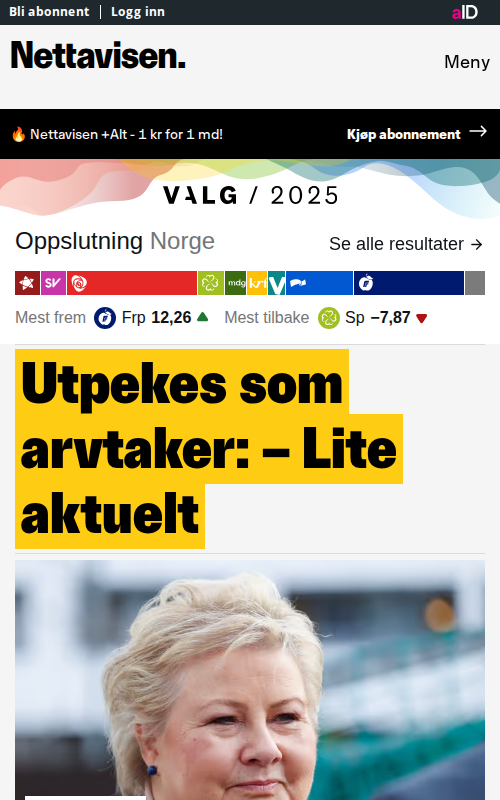 Bli abonnent Logg inn aID
Nettavisen.
Meny
🔥 Nettavisen +Alt - 1 kr for 1 md! Kjøp abonnement →
VALG / 2025
Oppslutning Norge Se alle resultater →
SV mdg krf V
Mest frem Frp 12,26 Mest tilbake Sp −7,87
Utpekes som
arvtaker: – Lite
aktuelt